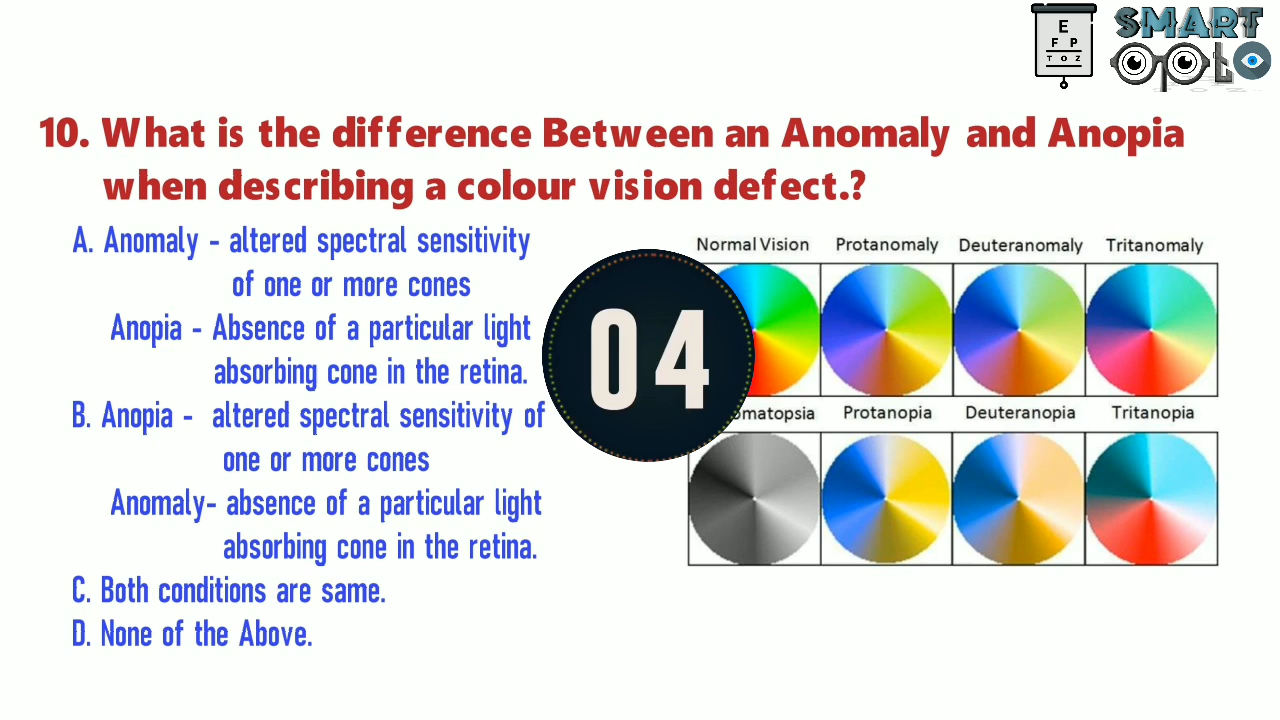 E
F P
T O Z
SMART
opto
10. What is the difference Between an Anomaly and Anopia
when describing a colour vision defect.?
A. Anomaly - altered spectral sensitivity
of one or more cones
Anopia - Absence of a particular light
absorbing cone in the retina.
B. Anopia - altered spectral sensitivity of
one or more cones
Anomaly- absence of a particular light
absorbing cone in the retina.
C. Both conditions are same.
D. None of the Above.
04
Normal Vision Protanomaly Deuteranomaly Tritanomaly
Protanopia Deuteranopia Tritanopia